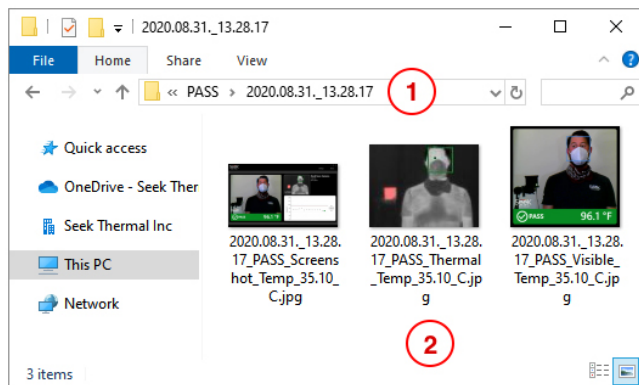 2020.08.31._13.28.17
File Home Share View
« PASS › 2020.08.31._13.28.17
1
Quick access
OneDrive - Seek Ther
Seek Thermal Inc
This PC
Network
PASS 96.1 °F
2020.08.31._13.28.
17_PASS_Screens
hot_Temp_35.10_
C.jpg
2020.08.31._13.28.
17_PASS_Thermal
_Temp_35.10_C.jp
g
PASS 96.1 °F
2020.08.31._13.28.
17_PASS_Visible_
Temp_35.10_C.jp
g
2
3 items